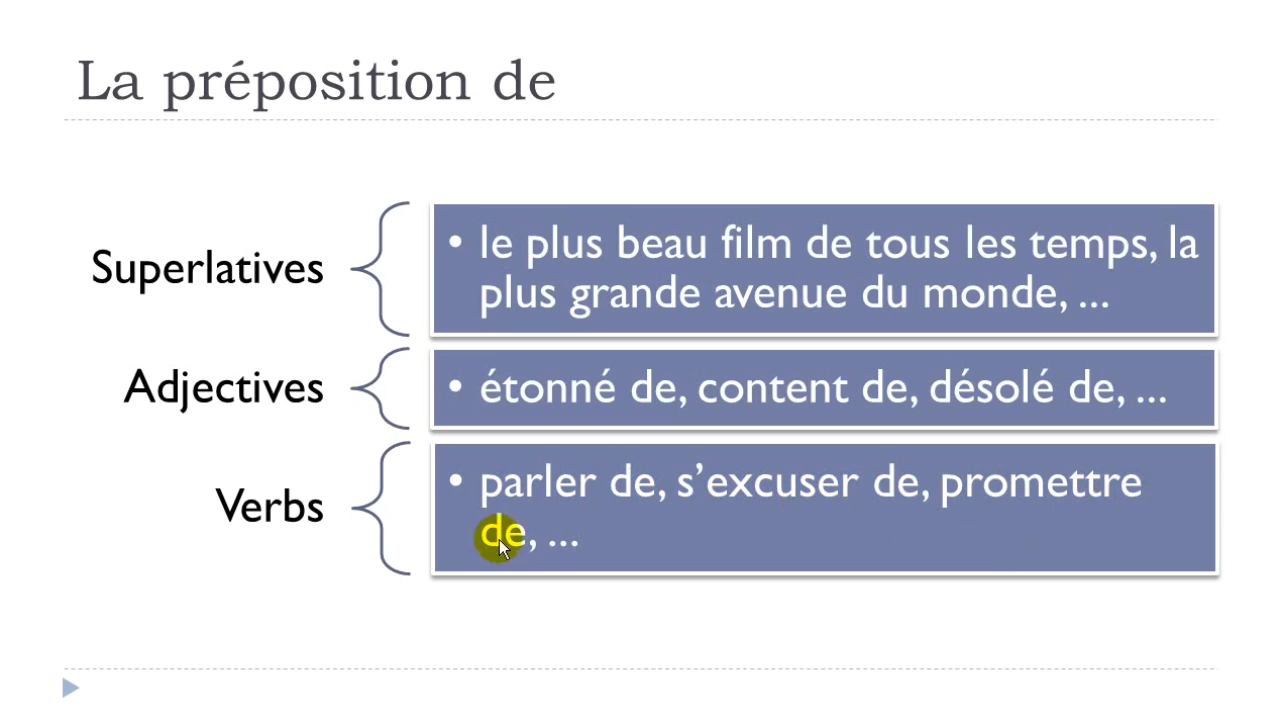 La préposition de
Superlatives
• le plus beau film de tous les temps, la
plus grande avenue du monde, ...
Adjectives
• étonné de, content de, désolé de, ...
Verbs
• parler de, s’excuser de, promettre
de, ...